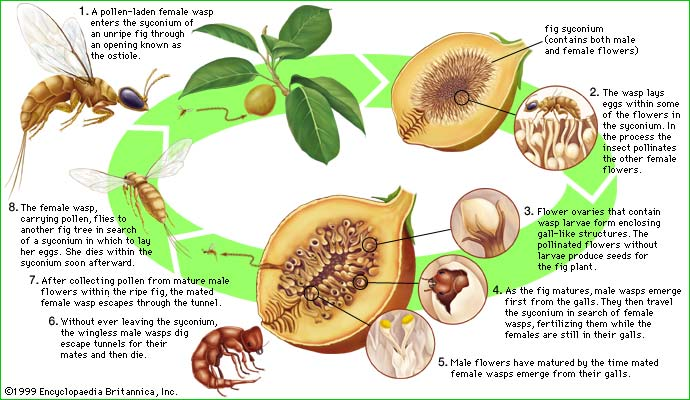 1. A pollen-laden female wasp
enters the syconium of
an unripe fig through
an opening known as
the ostiole.
fig syconium
(contains both male
and female flowers)
2. The wasp lays
eggs within some
of the flowers in
the syconium. In
the process the
insect pollinates
the other female
flowers.
3. Flower ovaries that contain
wasp larvae form enclosing
gall-like structures. The
pollinated flowers without
larvae produce seeds for
the fig plant.
4. As the fig matures, male wasps emerge
first from the galls. They then travel
the syconium in search of female
wasps, fertilizing them while the
females are still in their galls.
5. Male flowers have matured by the time mated
female wasps emerge from their galls.
6. Without ever leaving the syconium,
the wingless male wasps dig
escape tunnels for their
mates and then die.
7. After collecting pollen from mature male
flowers within the ripe fig, the mated
female wasp escapes through the tunnel.
8. The female wasp,
carrying pollen, flies to
another fig tree in search
of a syconium in which to lay
her eggs. She dies within the
syconium soon afterward.
©1999 Encyclopaedia Britannica, Inc.